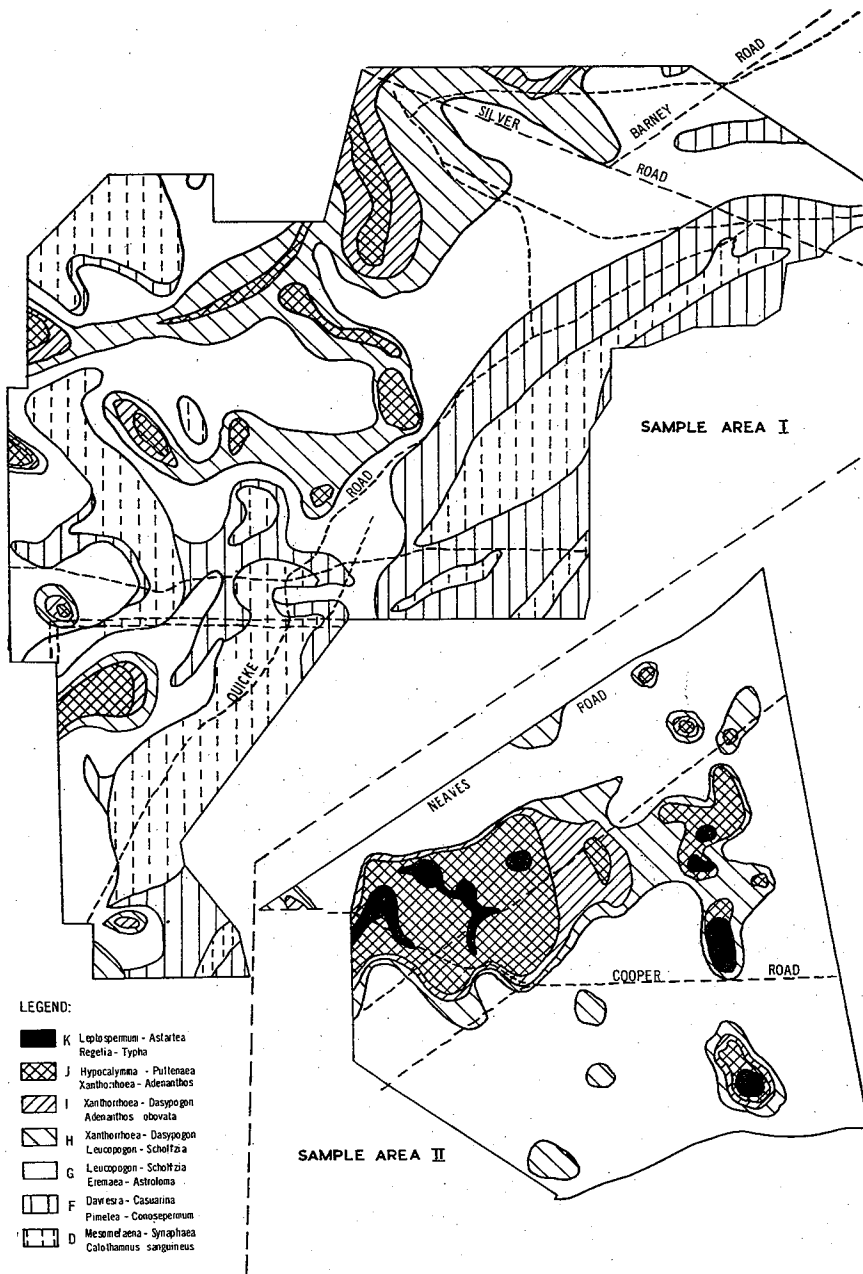 ROAD
SILVER
BARNEY
ROAD
SAMPLE AREA I
ROAD
QUICKE
ROAD
NEAVES
COOPER ROAD
SAMPLE AREA II
LEGEND:
K Leptospermum - Astartea
Regelia - Typha
J Hypocalymma - Pultenaea
Xanthorrhoea - Adenanthos
I Xanthorrhoea - Dasypogon
Adenanthos obovata
H Xanthorrhoea - Dasypogon
Leucopogon - Scholtzia
G Leucopogon - Scholtzia
Eremaea - Astroloma
F Daviesia - Casuarina
Pimelea - Conospermum
D Mesomelaena - Synaphaea
Calothamnus sanguineus